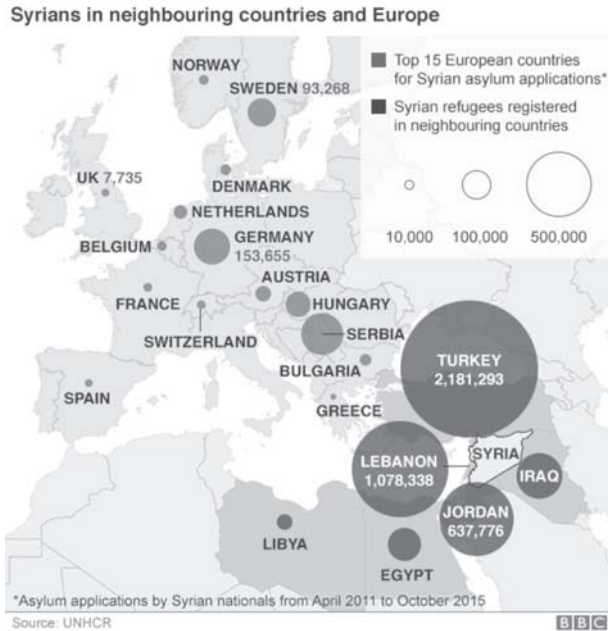 Syrians in neighbouring countries and Europe
Top 15 European countries
for Syrian asylum applications*
Syrian refugees registered
in neighbouring countries
10,000 100,000 500,000
NORWAY
SWEDEN 93,268
UK 7,735
DENMARK
NETHERLANDS
GERMANY
153,655
BELGIUM
AUSTRIA
FRANCE
HUNGARY
SWITZERLAND
SERBIA
BULGARIA
SPAIN
GREECE
TURKEY
2,181,293
SYRIA
LEBANON
1,078,338
IRAQ
JORDAN
637,776
LIBYA
EGYPT
*Asylum applications by Syrian nationals from April 2011 to October 2015
Source: UNHCR
BBC